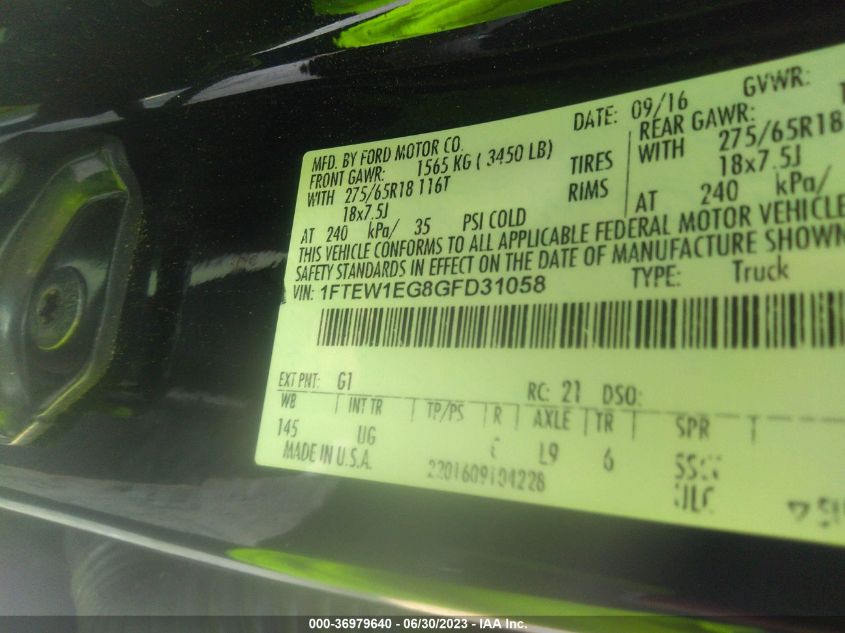 DATE: 09/16 GVWR:
MFD. BY FORD MOTOR CO.
FRONT GAWR: 1565 KG ( 3450 LB) REAR GAWR:
WITH 275/65R18 116T TIRES WITH 275/65R18
18x7.5J RIMS 18x7.5J
AT 240 kPa/ 35 PSI COLD AT 240 kPa/
THIS VEHICLE CONFORMS TO ALL APPLICABLE FEDERAL MOTOR VEHICLE
SAFETY STANDARDS IN EFFECT ON THE DATE OF MANUFACTURE SHOWN
VIN: 1FTEW1EG8GFD31058 TYPE: Truck
EXT PNT: G1 RC: 21 DSO:
WB INT TR TP/PS R AXLE TR SPR
145 UG L9 6
MADE IN U.S.A.
2201609104228
000-36979640 - 06/30/2023 - IAA Inc.